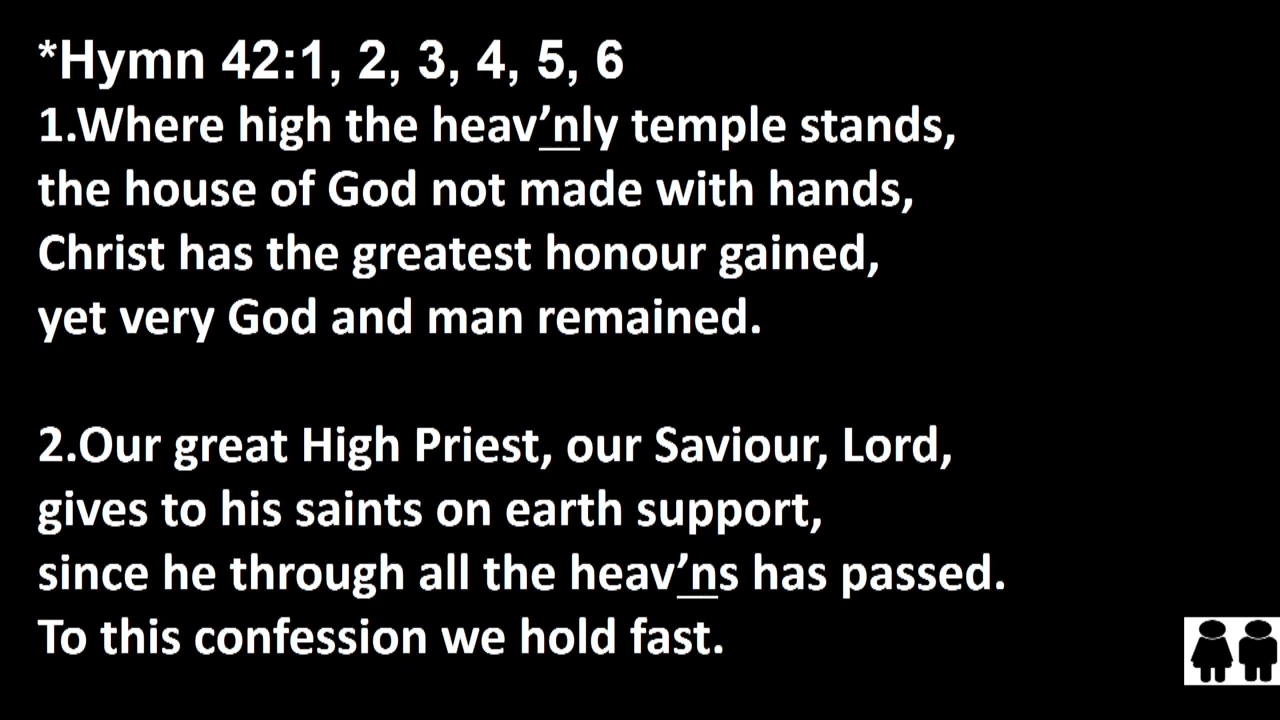 *Hymn 42:1, 2, 3, 4, 5, 6
1.Where high the heav’nly temple stands,
the house of God not made with hands,
Christ has the greatest honour gained,
yet very God and man remained.
2.Our great High Priest, our Saviour, Lord,
gives to his saints on earth support,
since he through all the heav’ns has passed.
To this confession we hold fast.